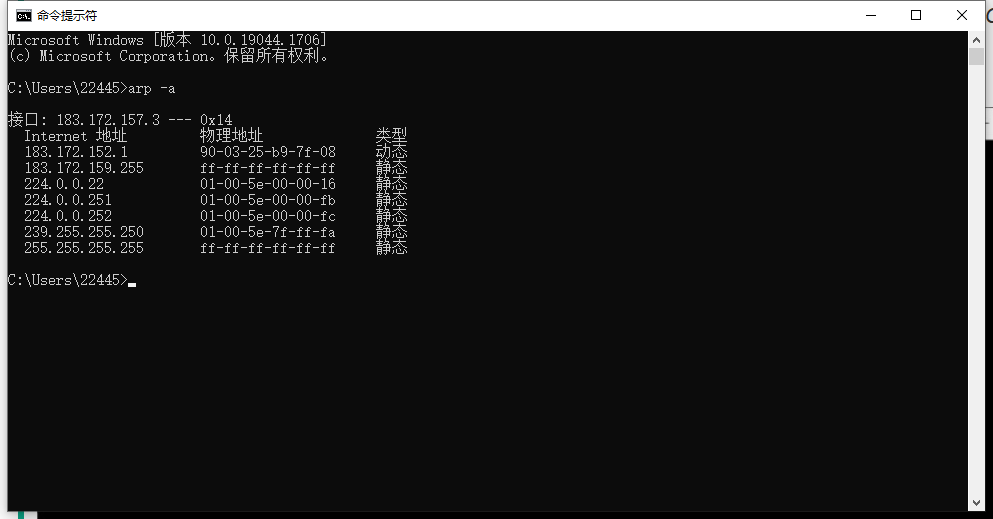 命令提示符
Microsoft Windows [版本 10.0.19044.1706]
(c) Microsoft Corporation。保留所有权利。
C:\Users\22445>arp -a
接口: 183.172.157.3 --- 0x14
Internet 地址 物理地址 类型
183.172.152.1 90-03-25-b9-7f-08 动态
183.172.159.255 ff-ff-ff-ff-ff-ff 静态
224.0.0.22 01-00-5e-00-00-16 静态
224.0.0.251 01-00-5e-00-00-fb 静态
224.0.0.252 01-00-5e-00-00-fc 静态
239.255.255.250 01-00-5e-7f-ff-fa 静态
255.255.255.255 ff-ff-ff-ff-ff-ff 静态
C:\Users\22445>